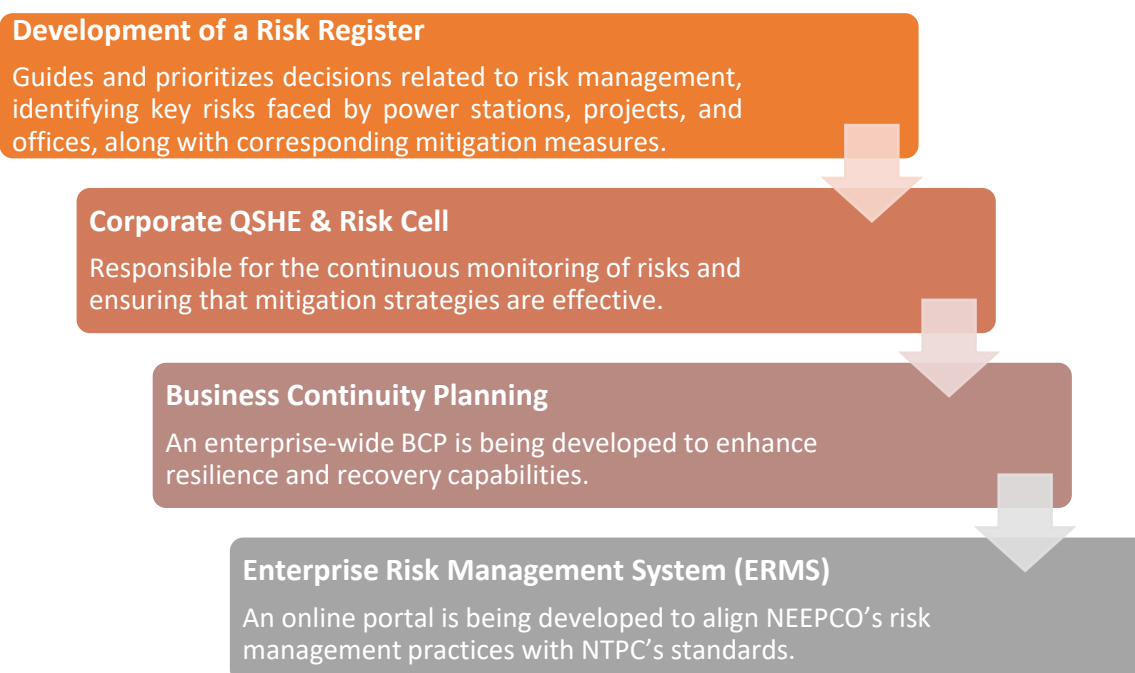 Development of a Risk Register
Guides and prioritizes decisions related to risk management,
identifying key risks faced by power stations, projects, and
offices, along with corresponding mitigation measures.
Corporate QSHE & Risk Cell
Responsible for the continuous monitoring of risks and
ensuring that mitigation strategies are effective.
Business Continuity Planning
An enterprise-wide BCP is being developed to enhance
resilience and recovery capabilities.
Enterprise Risk Management System (ERMS)
An online portal is being developed to align NEEPCO’s risk
management practices with NTPC’s standards.